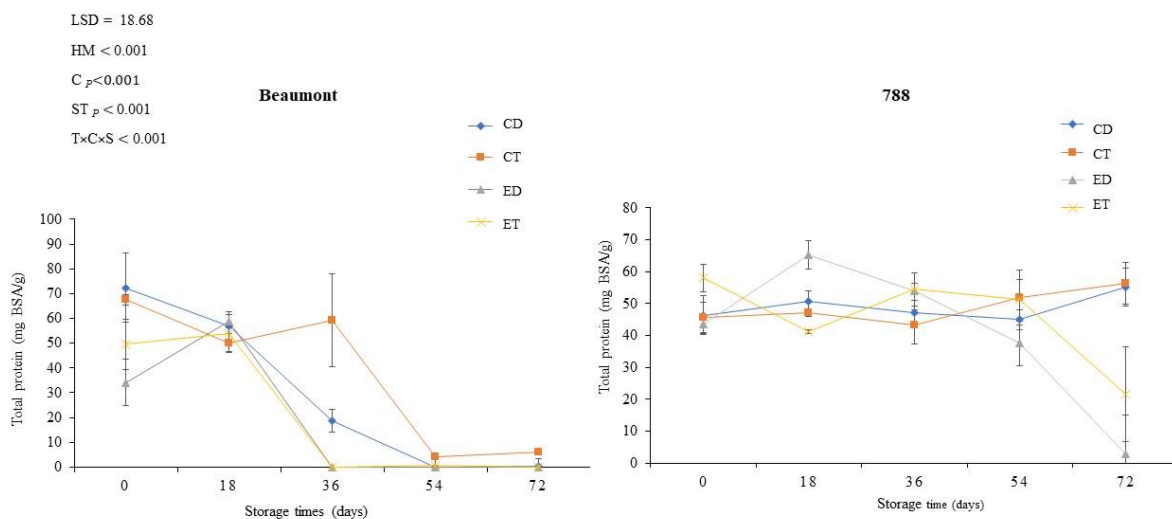 LSD = 18.68
HM < 0.001
C P<0.001
ST P < 0.001
T×C×S < 0.001
Beaumont
CD
CT
ED
ET
Total protein (mg BSA/g)
100
90
80
70
60
50
40
30
20
10
0
0 18 36 54 72
Storage times (days)
788
CD
CT
ED
ET
Total protein (mg BSA/g)
80
70
60
50
40
30
20
10
0
0 18 36 54 72
Storage time (days)